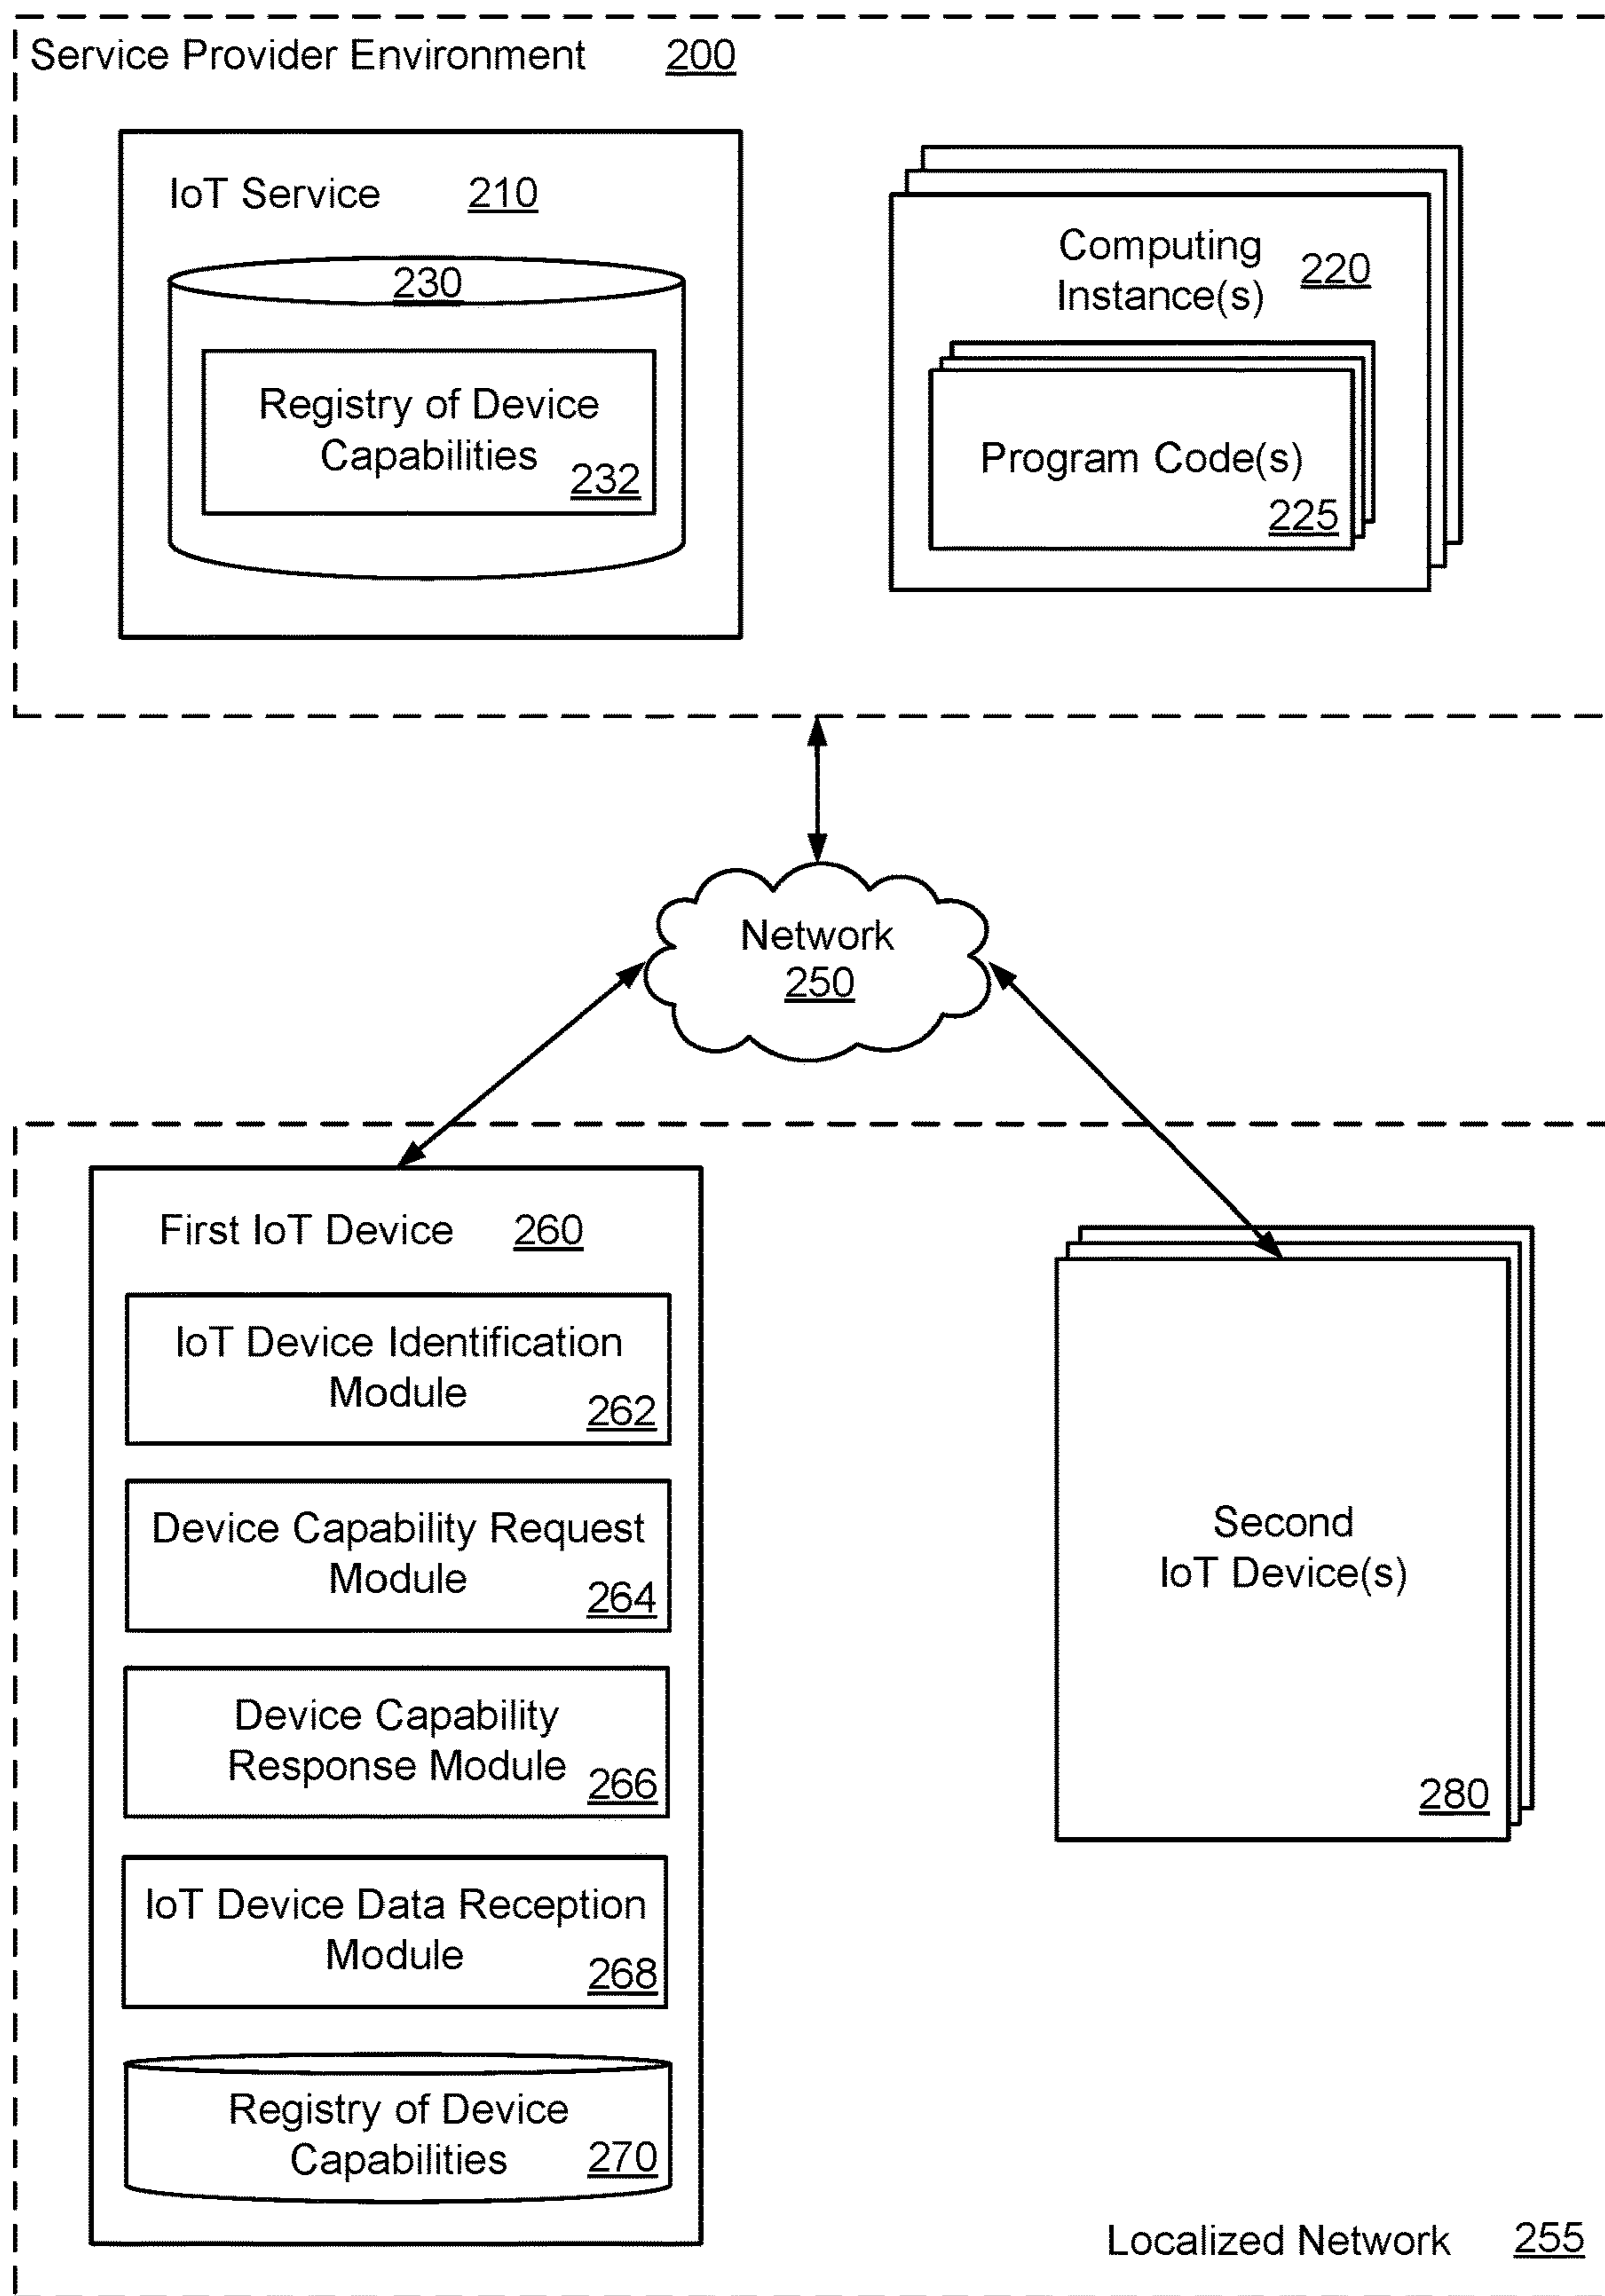 Service Provider Environment 200
IoT Service 210
230
Registry of Device
Capabilities
232
Computing
Instance(s)
220
Program Code(s)
225
Network
250
First IoT Device 260
IoT Device Identification
Module
262
Device Capability Request
Module
264
Device Capability
Response Module
266
IoT Device Data Reception
Module
268
Registry of Device
Capabilities
270
Second
IoT Device(s)
280
Localized Network 255